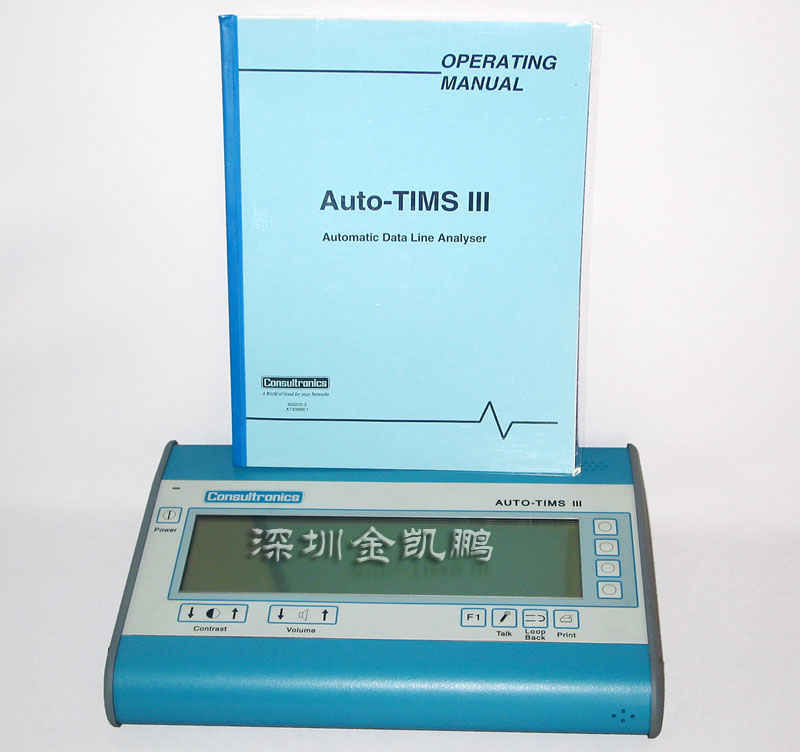 OPERATING
MANUAL
Auto-TIMS III
Automatic Data Line Analyser
Consultronics
A World of Good for your Networks
Consultronics
AUTO-TIMS III
Power
深圳金凯鹏
Contrast
Volume
F1
Talk
Loop
Back
Print